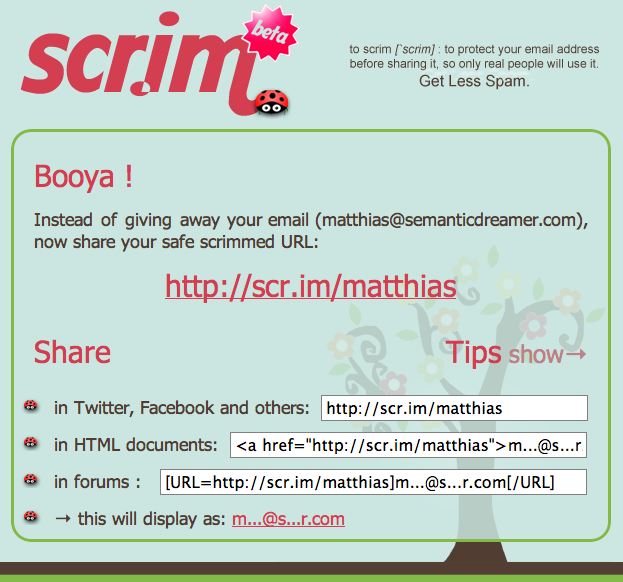 scr.im
beta
to scrim [`scrim] : to protect your email address
before sharing it, so only real people will use it.
Get Less Spam.
Booya !
Instead of giving away your email (matthias@semanticdreamer.com),
now share your safe scrimmed URL:
http://scr.im/matthias
Share
Tips show→
in Twitter, Facebook and others: http://scr.im/matthias
in HTML documents: <a href="http://scr.im/matthias">m...@s...r
in forums : [URL=http://scr.im/matthias]m...@s...r.com[/URL]
→ this will display as: m...@s...r.com